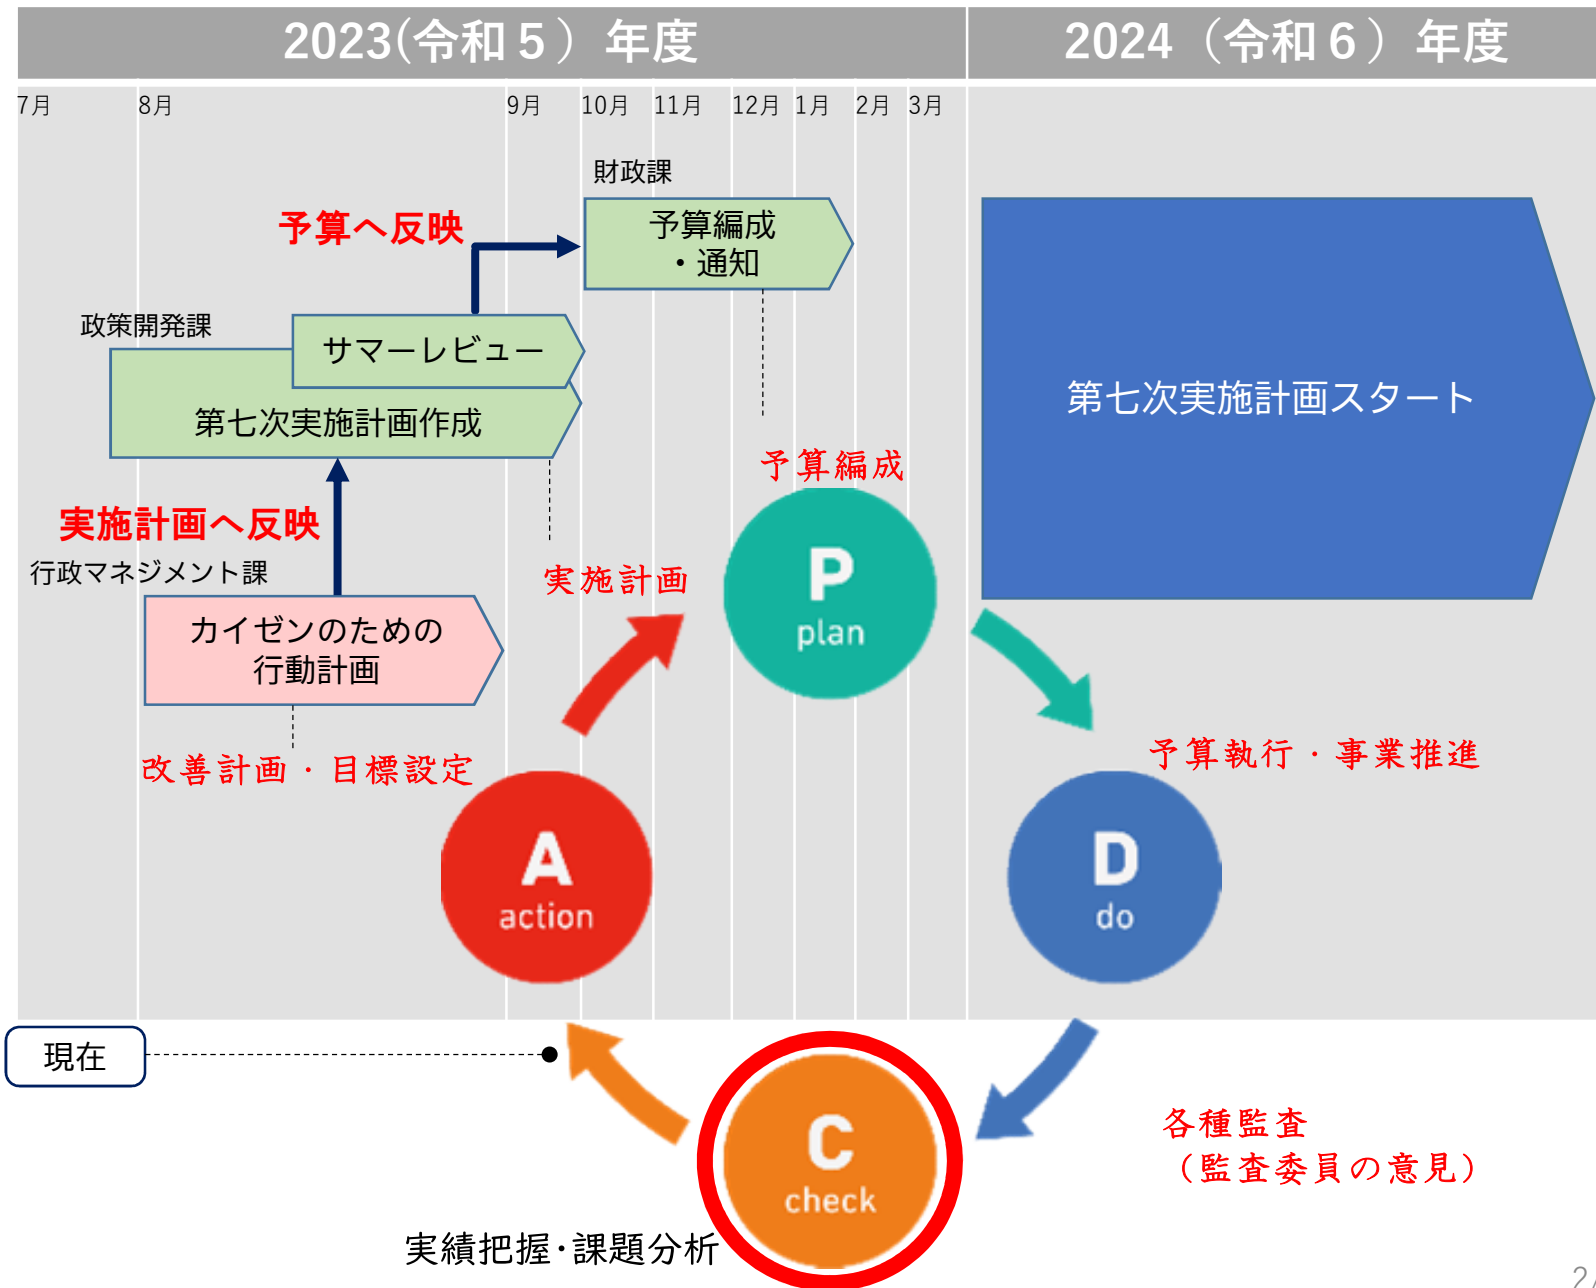 2023(令和５）年度
2024（令和６）年度
7月
8月
9月
10月
11月
12月
1月
2月
3月
財政課
予算へ反映
予算編成
・通知
政策開発課
サマーレビュー
第七次実施計画作成
第七次実施計画スタート
予算編成
実施計画へ反映
行政マネジメント課
実施計画
カイゼンのための
行動計画
P
plan
改善計画・目標設定
予算執行・事業推進
A
action
D
do
現在
各種監査
（監査委員の意見）
C
check
実績把握・課題分析